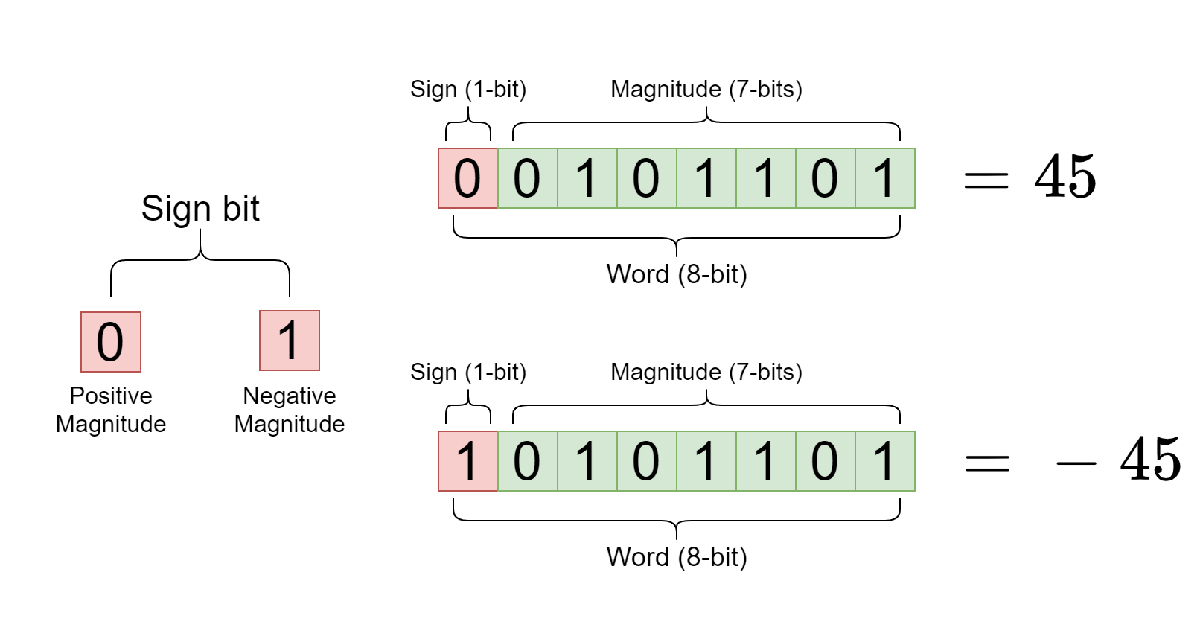 Sign bit
0 1
Positive
Magnitude
Negative
Magnitude
Sign (1-bit) Magnitude (7-bits)
0 0 1 0 1 1 0 1 = 45
Word (8-bit)
Sign (1-bit) Magnitude (7-bits)
1 0 1 0 1 1 0 1 = - 45
Word (8-bit)